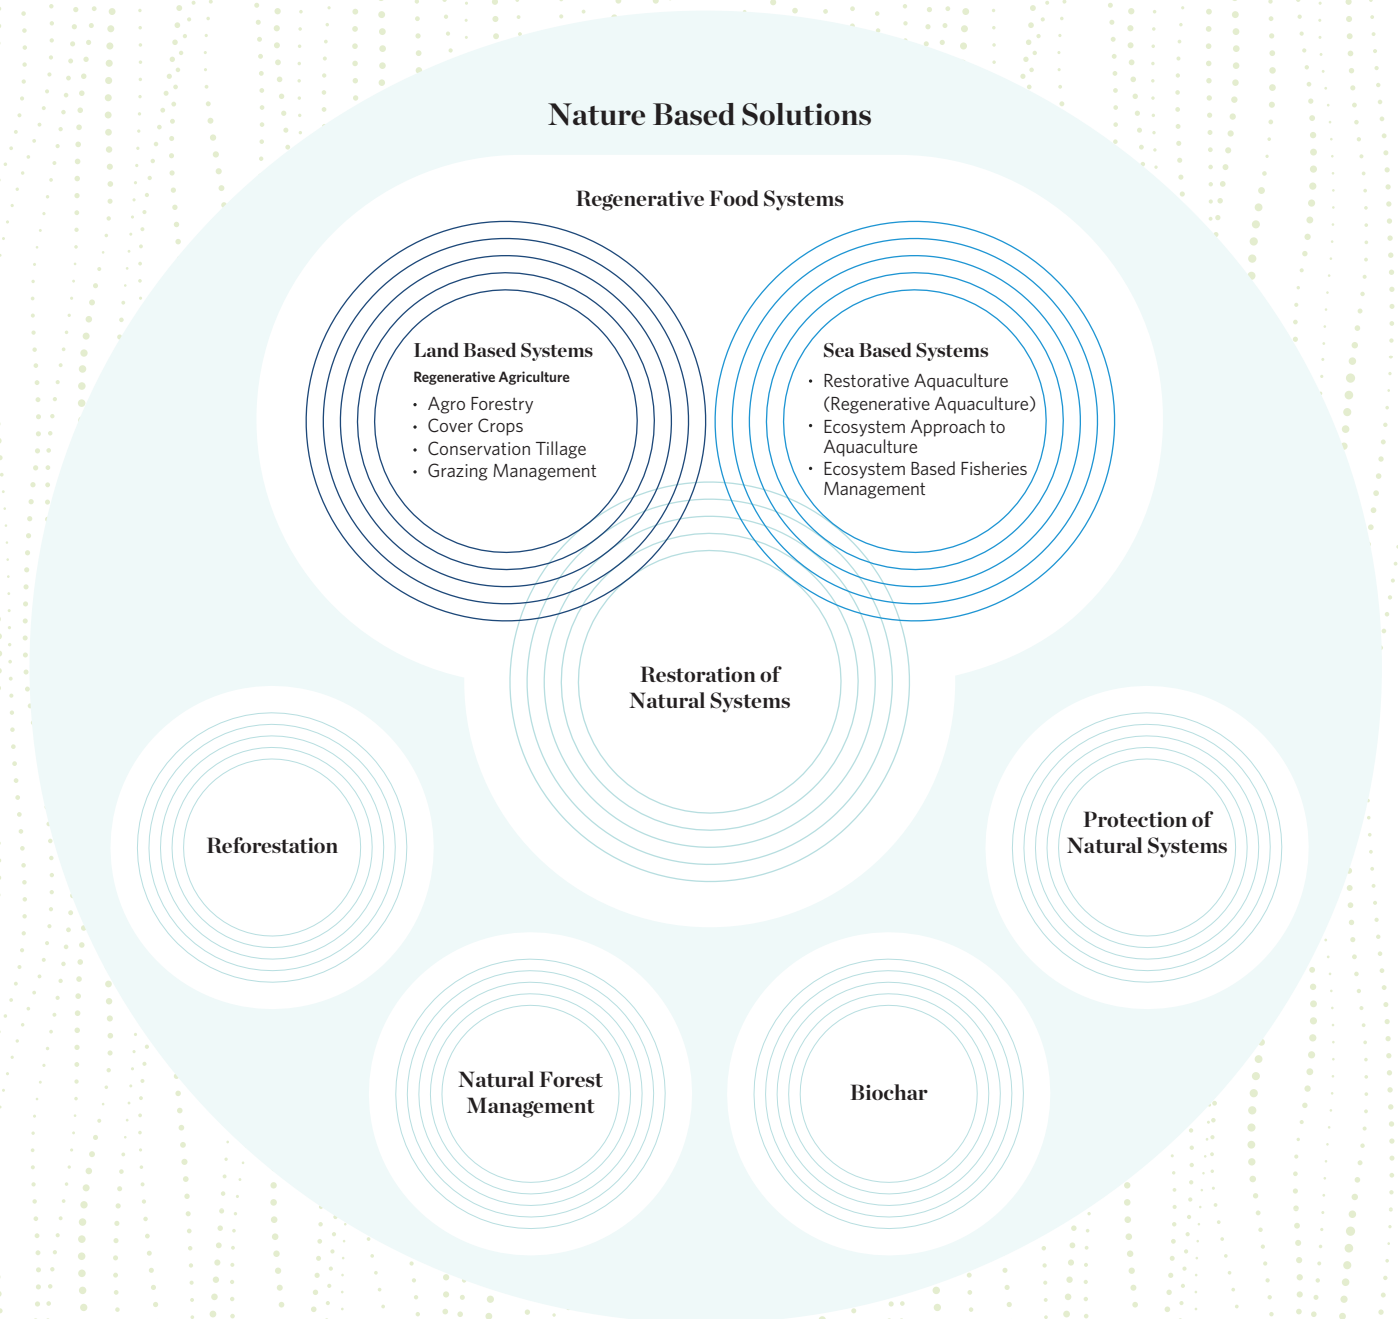 Nature Based Solutions
Regenerative Food Systems
Land Based Systems
Regenerative Agriculture
• Agro Forestry
• Cover Crops
• Conservation Tillage
• Grazing Management
Sea Based Systems
• Restorative Aquaculture
(Regenerative Aquaculture)
• Ecosystem Approach to
Aquaculture
• Ecosystem Based Fisheries
Management
Restoration of
Natural Systems
Reforestation
Protection of
Natural Systems
Natural Forest
Management
Biochar